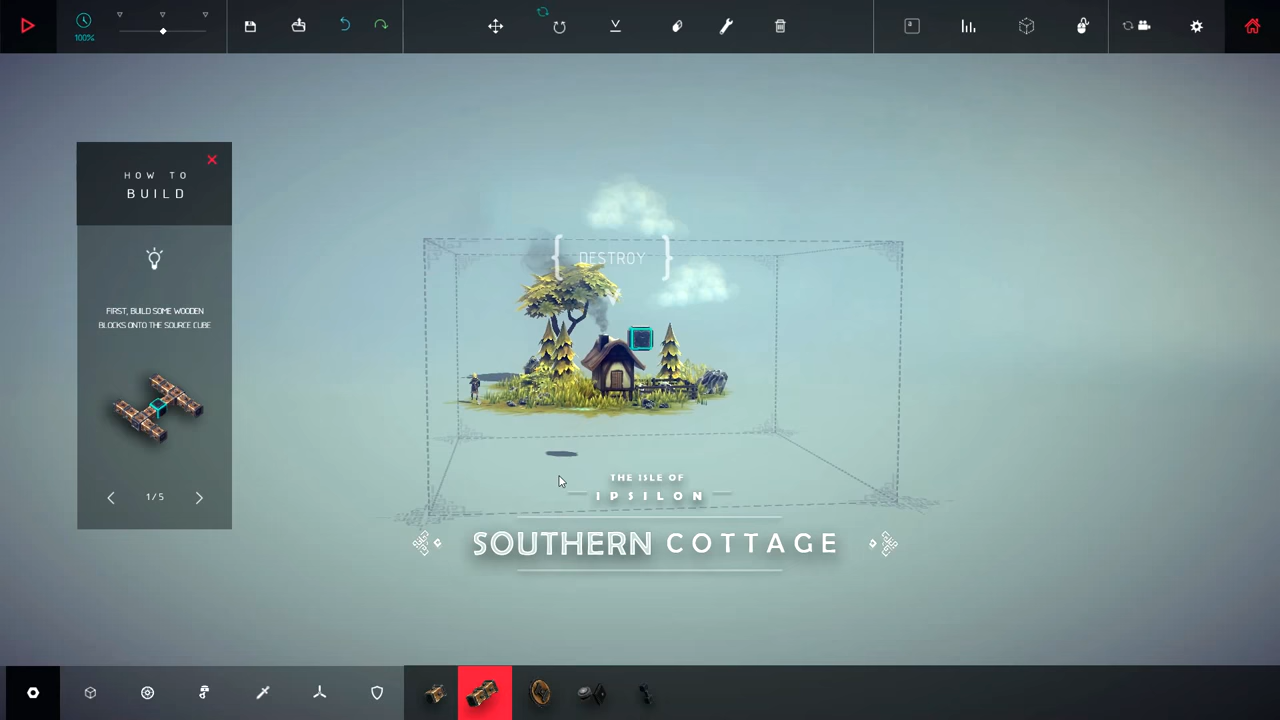 100%
HOW TO
BUILD
FIRST, BUILD SOME WOODEN
BLOCKS ONTO THE SOURCE CUBE
1/5
DESTROY
THE ISLE OF
IPSILON
SOUTHERN COTTAGE